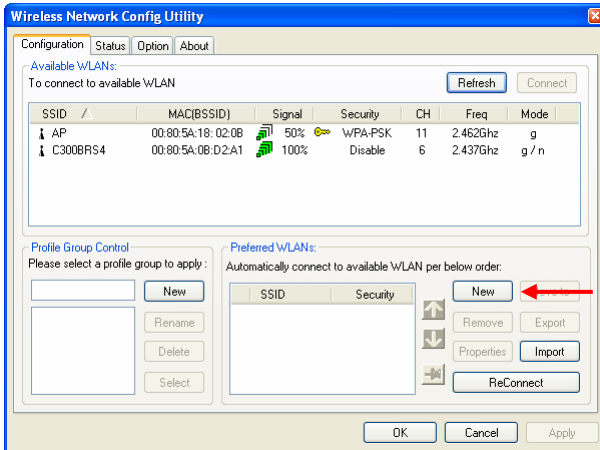 Wireless Network Config Utility
Configuration Status Option About
Available WLANs:
To connect to available WLAN
Refresh Connect
SSID MAC(BSSID) Signal Security CH Freq Mode
AP 00:80:5A:18:02:0B 50% WPA-PSK 11 2.462Ghz g
C300BRS4 00:80:5A:0B:D2:A1 100% Disable 6 2.437Ghz g / n
Profile Group Control
Please select a profile group to apply :
New
Rename
Delete
Select
Preferred WLANs:
Automatically connect to available WLAN per below order:
SSID Security
New
Remove Export
Properties Import
ReConnect
OK Cancel Apply